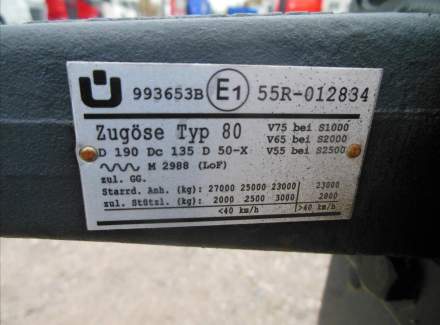 Ü 993653B E1 55R-012834
Zugöse Typ 80 V75 bei S1000
V65 bei S2000
D 190 Dc 135 D 50-X V55 bei S2500
M 2988 (LoF)
zul. GG.
Starrd. Anh. (kg): 27000 25000 23000 23000
zul. Stützl. (kg): 2000 2500 3000 2000
<40 km/h >40 km/h